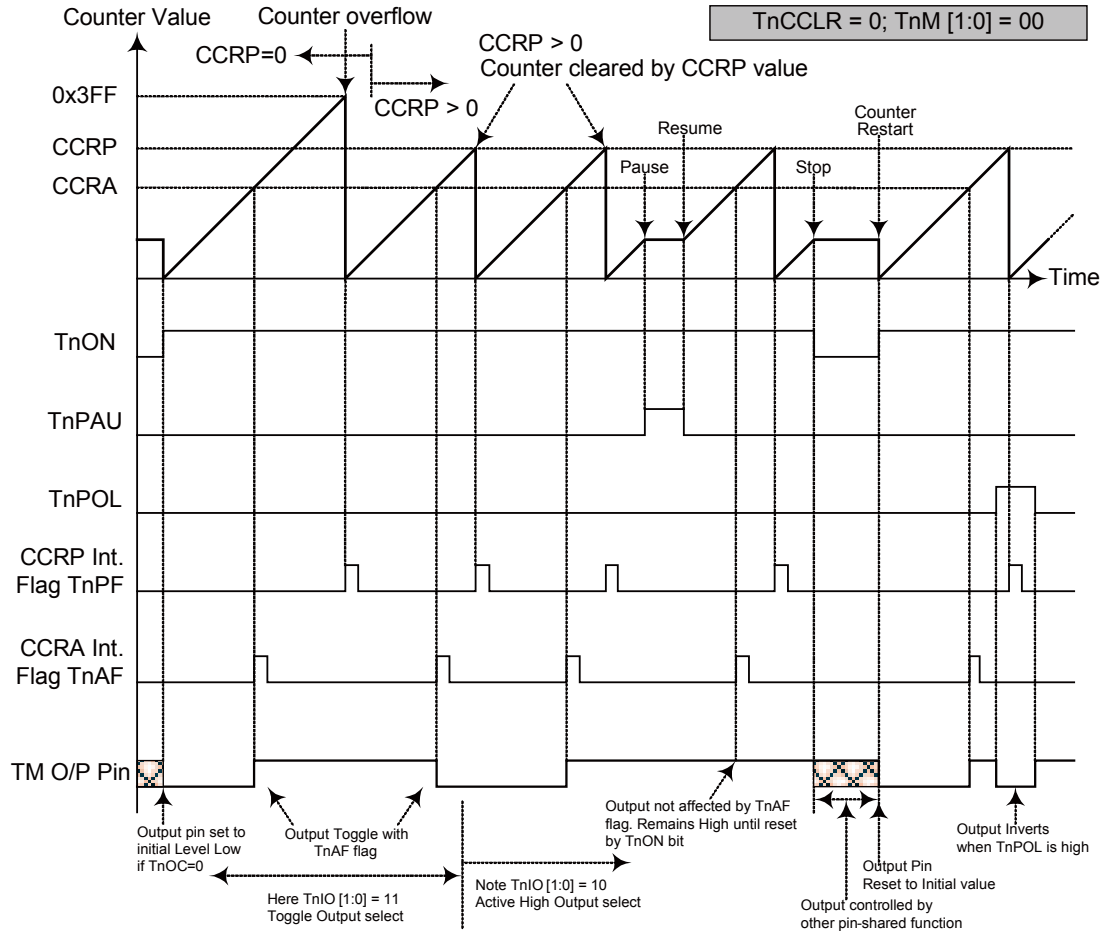 Counter Value
Counter overflow
TnCCLR = 0; TnM [1:0] = 00
CCRP=0
CCRP > 0
CCRP > 0
Counter cleared by CCRP value
0x3FF
CCRP
CCRA
Pause
Resume
Stop
Counter
Restart
Time
TnON
TnPAU
TnPOL
CCRP Int.
Flag TnPF
CCRA Int.
Flag TnAF
TM O/P Pin
Output pin set to
initial Level Low
if TnOC=0
Output Toggle with
TnAF flag
Here TnIO [1:0] = 11
Toggle Output select
Note TnIO [1:0] = 10
Active High Output select
Output not affected by TnAF
flag. Remains High until reset
by TnON bit
Output controlled by
other pin-shared function
Output Pin
Reset to Initial value
Output Inverts
when TnPOL is high